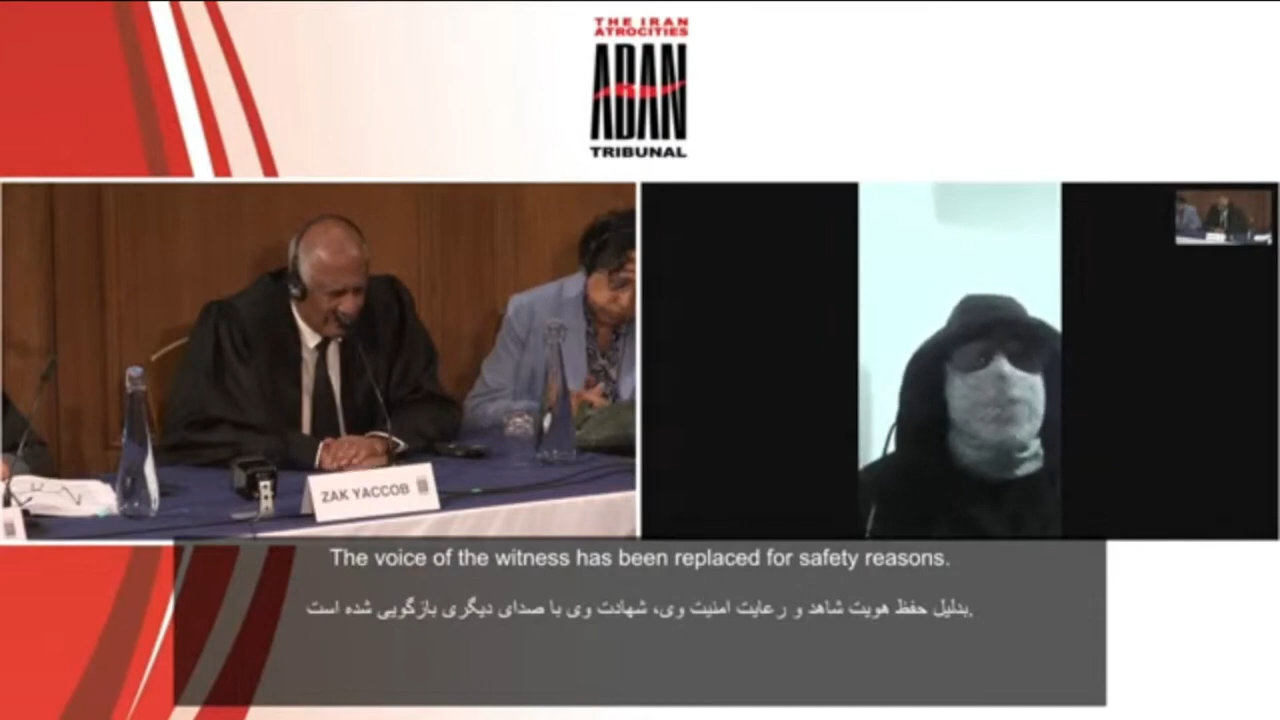 THE IRAN
ATROCITIES
ABAN
TRIBUNAL
ZAK YACCOB
The voice of the witness has been replaced for safety reasons.
بدلیل حفظ هویت شاهد و رعایت امنیت وی، شهادت وی با صدای دیگری بازگویی شده است.